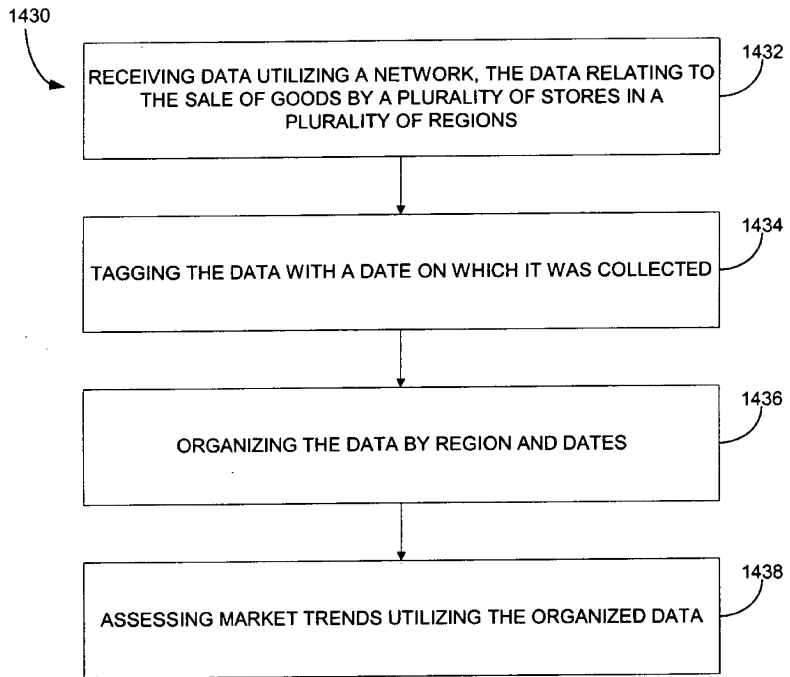 1430
1432
RECEIVING DATA UTILIZING A NETWORK, THE DATA RELATING TO
THE SALE OF GOODS BY A PLURALITY OF STORES IN A
PLURALITY OF REGIONS
1434
TAGGING THE DATA WITH A DATE ON WHICH IT WAS COLLECTED
1436
ORGANIZING THE DATA BY REGION AND DATES
1438
ASSESSING MARKET TRENDS UTILIZING THE ORGANIZED DATA